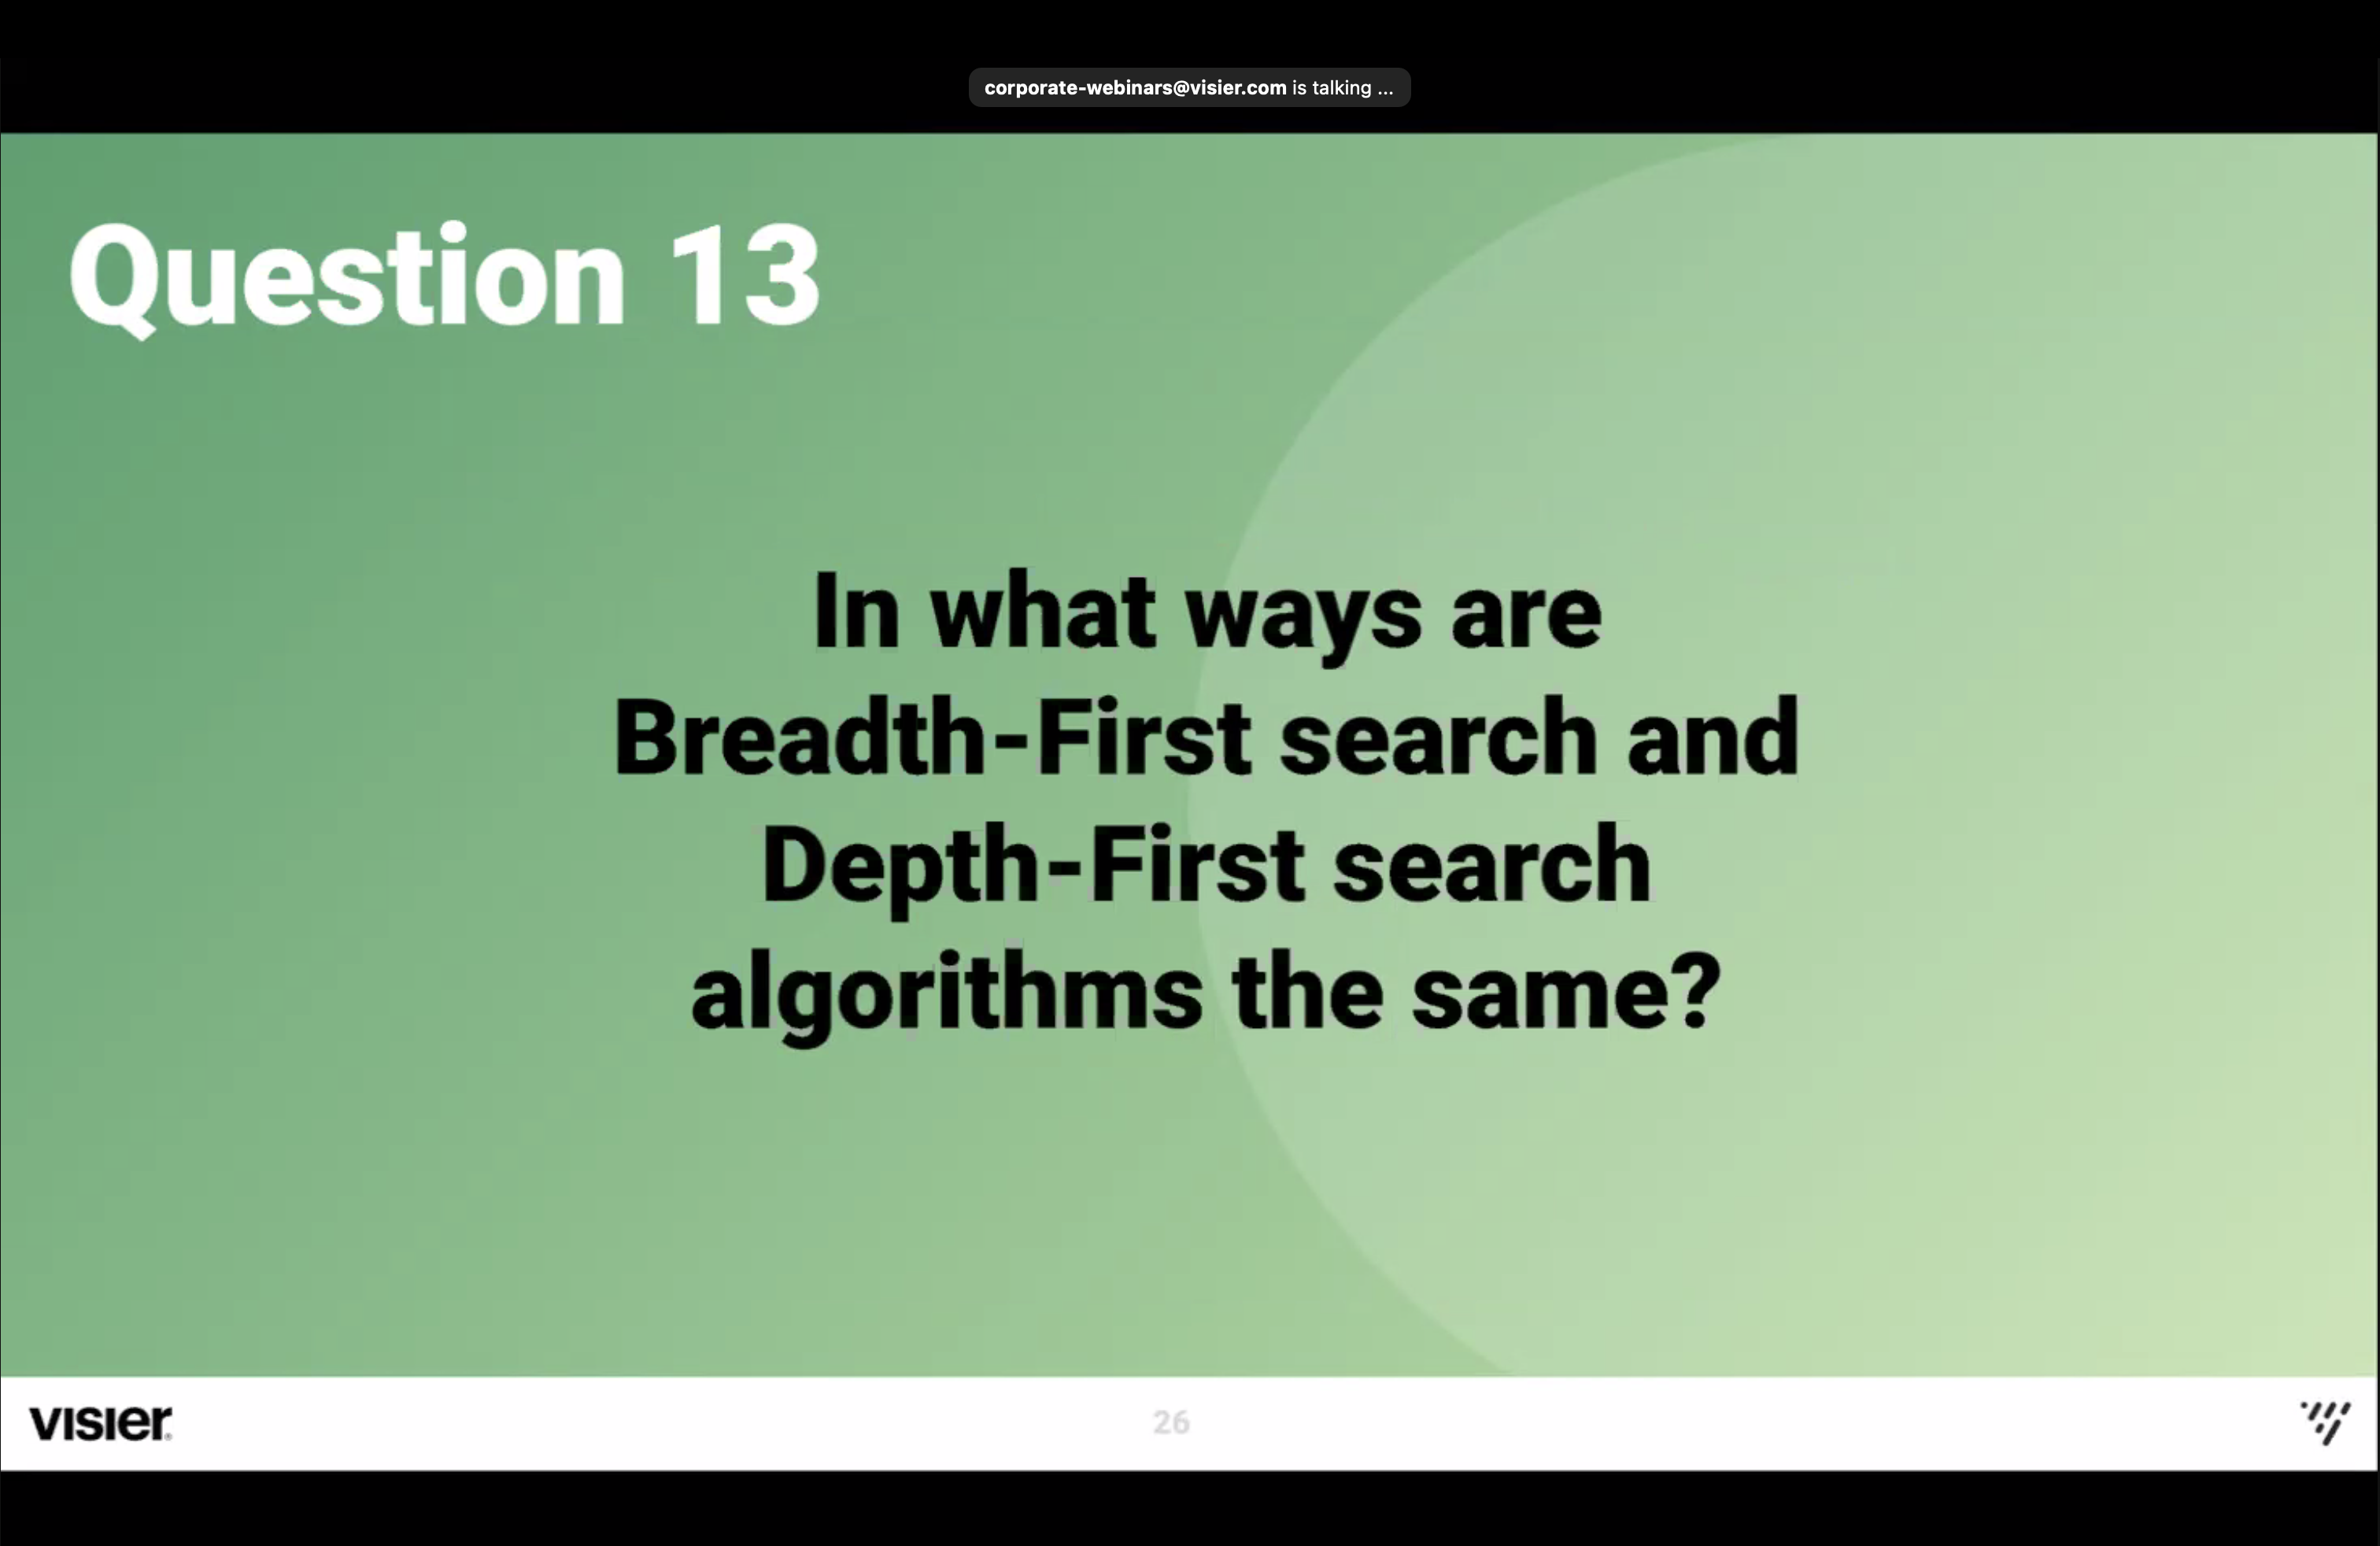 corporate-webinars@visier.com is talking ...
Question 13
In what ways are
Breadth-First search and
Depth-First search
algorithms the same?
visier®
26